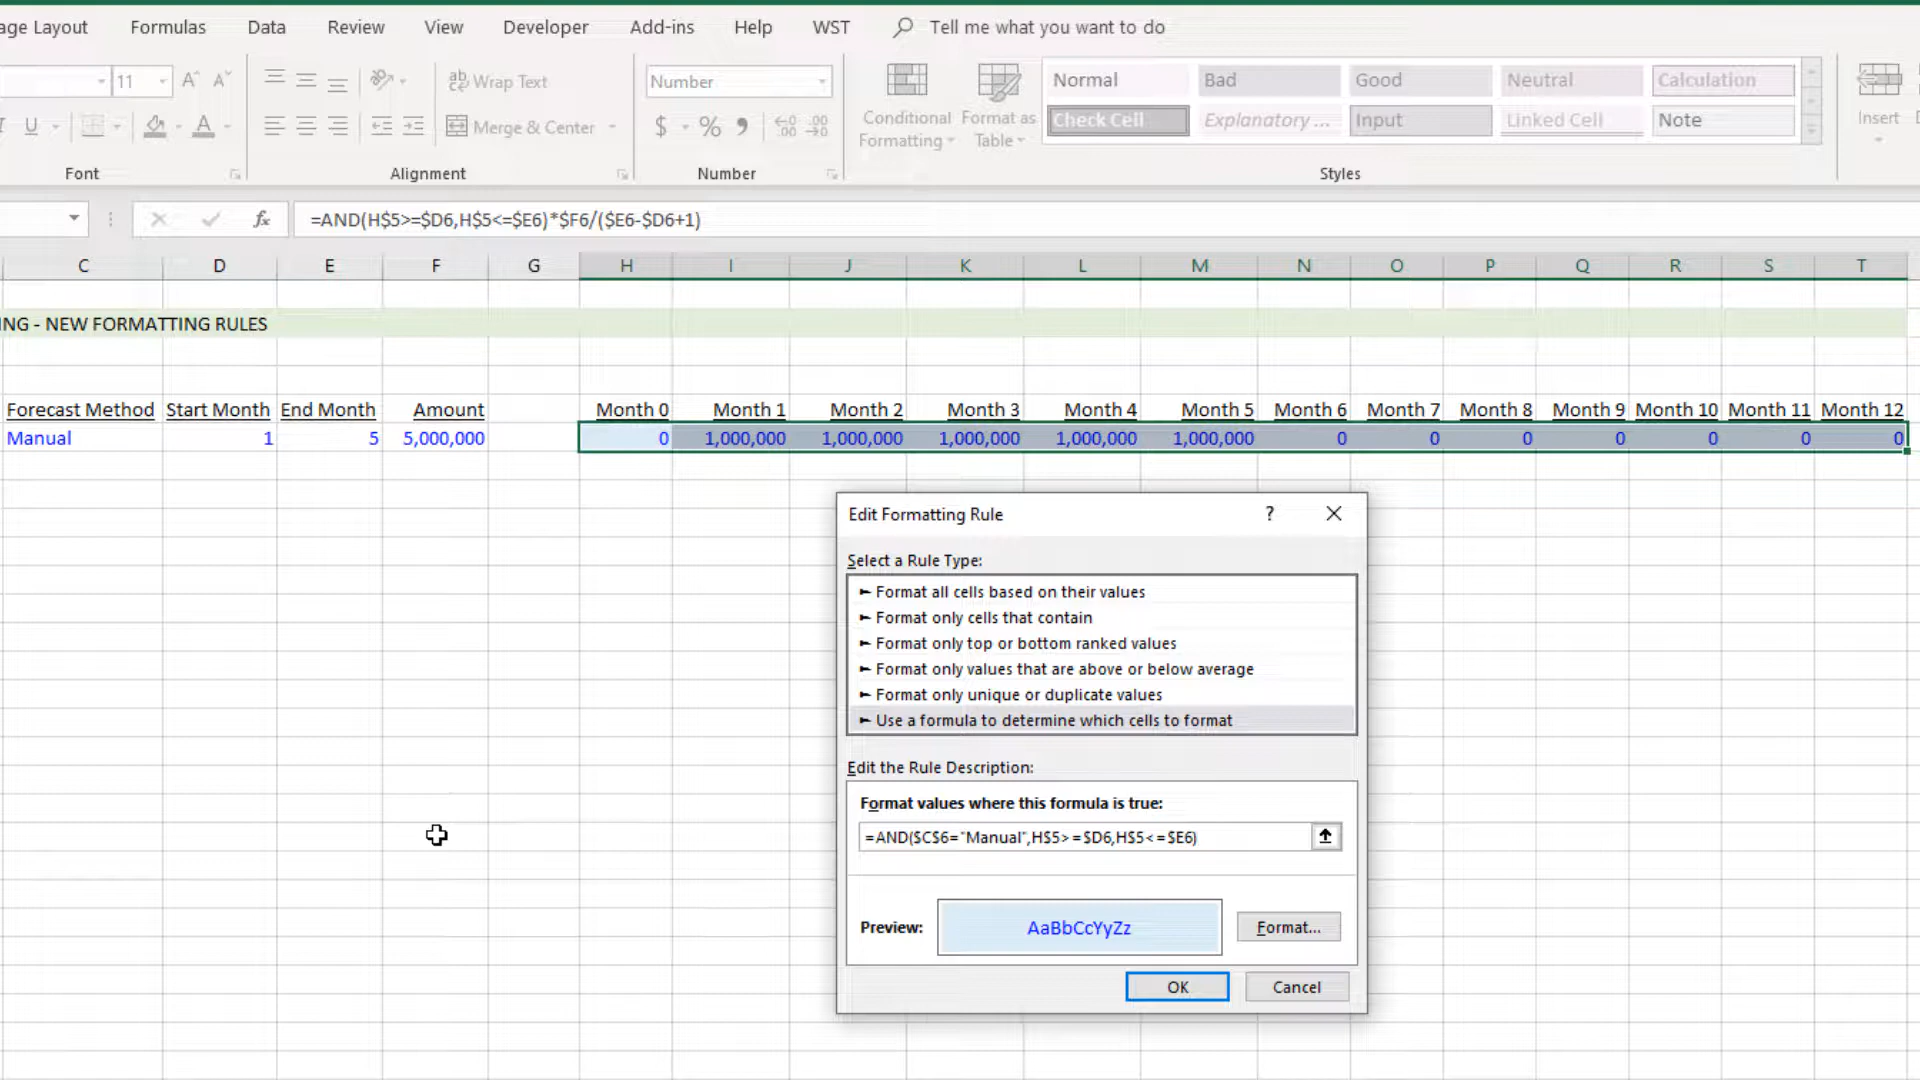 age Layout Formulas Data Review View Developer Add-ins Help WST Tell me what you want to do
11 A A Wrap Text Number
Conditional Formatting Format as Table
Normal Bad Good Neutral Calculation
Check Cell Explanatory ... Input Linked Cell Note
U A Merge & Center $ % Insert
Font Alignment Number Styles
fx =AND(H$5>=$D6,H$5<=$E6)*$F6/($E6-$D6+1)
C D E F G H I J K L M N O P Q R S T
NG - NEW FORMATTING RULES
Forecast Method Start Month End Month Amount Month 0 Month 1 Month 2 Month 3 Month 4 Month 5 Month 6 Month 7 Month 8 Month 9 Month 10 Month 11 Month 12
Manual 1 5 5,000,000 0 1,000,000 1,000,000 1,000,000 1,000,000 1,000,000 0 0 0 0 0 0 0
Edit Formatting Rule ?
Select a Rule Type:
► Format all cells based on their values
► Format only cells that contain
► Format only top or bottom ranked values
► Format only values that are above or below average
► Format only unique or duplicate values
► Use a formula to determine which cells to format
Edit the Rule Description:
Format values where this formula is true:
=AND($C$6="Manual",H$5>=$D6,H$5<=$E6)
Preview: AaBbCcYyZz Format...
OK Cancel